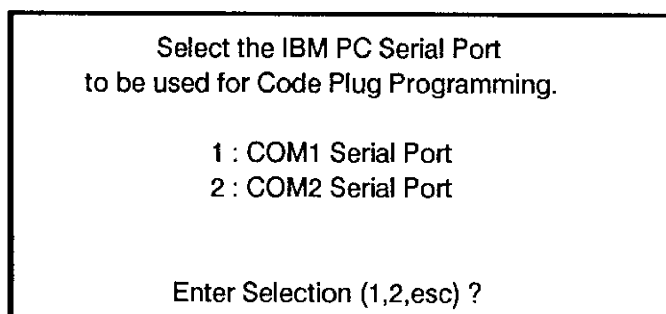 Select the IBM PC Serial Port
to be used for Code Plug Programming.
1 : COM1 Serial Port
2 : COM2 Serial Port
Enter Selection (1,2,esc) ?